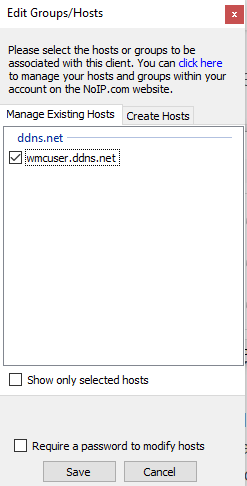 Edit Groups/Hosts
x
Please select the hosts or groups to be
associated with this client. You can click here
to manage your hosts and groups within your
account on the NoIP.com website.
Manage Existing Hosts Create Hosts
ddns.net
wmcuser.ddns.net
Show only selected hosts
Require a password to modify hosts
Save Cancel